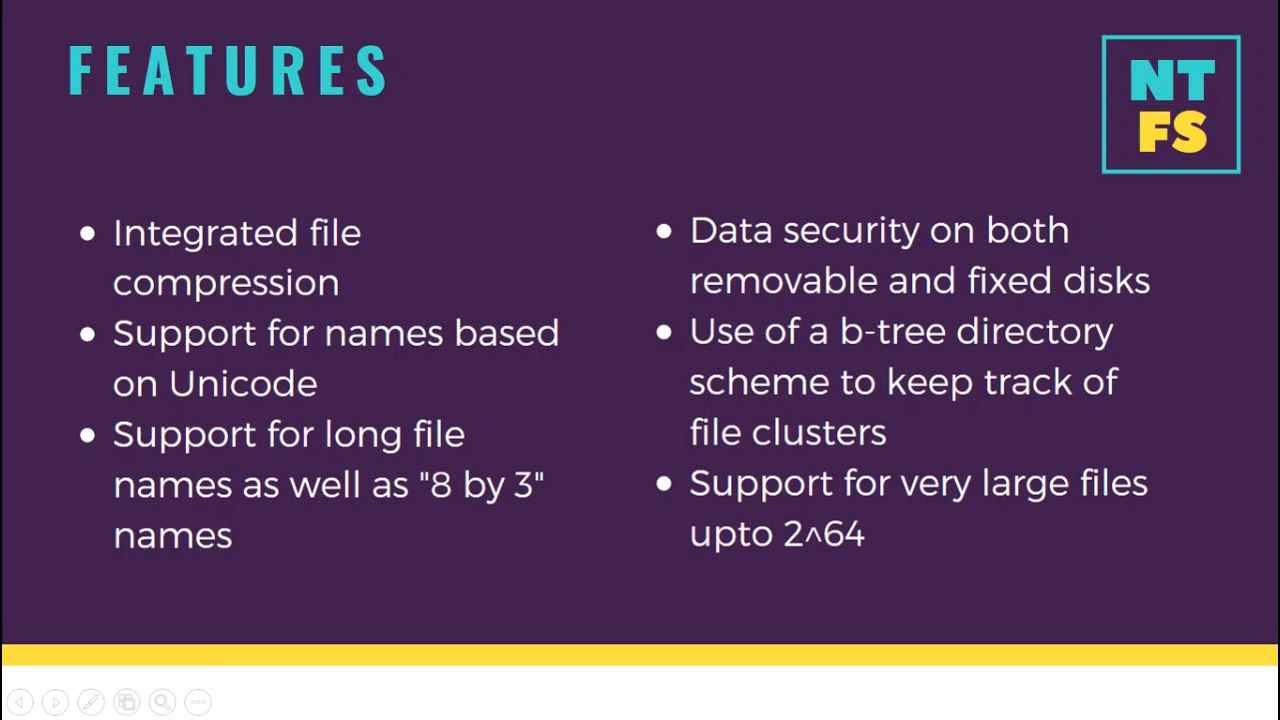 FEATURES
NT
FS
• Integrated file
compression
• Support for names based
on Unicode
• Support for long file
names as well as "8 by 3"
names
• Data security on both
removable and fixed disks
• Use of a b-tree directory
scheme to keep track of
file clusters
• Support for very large files
upto 2^64